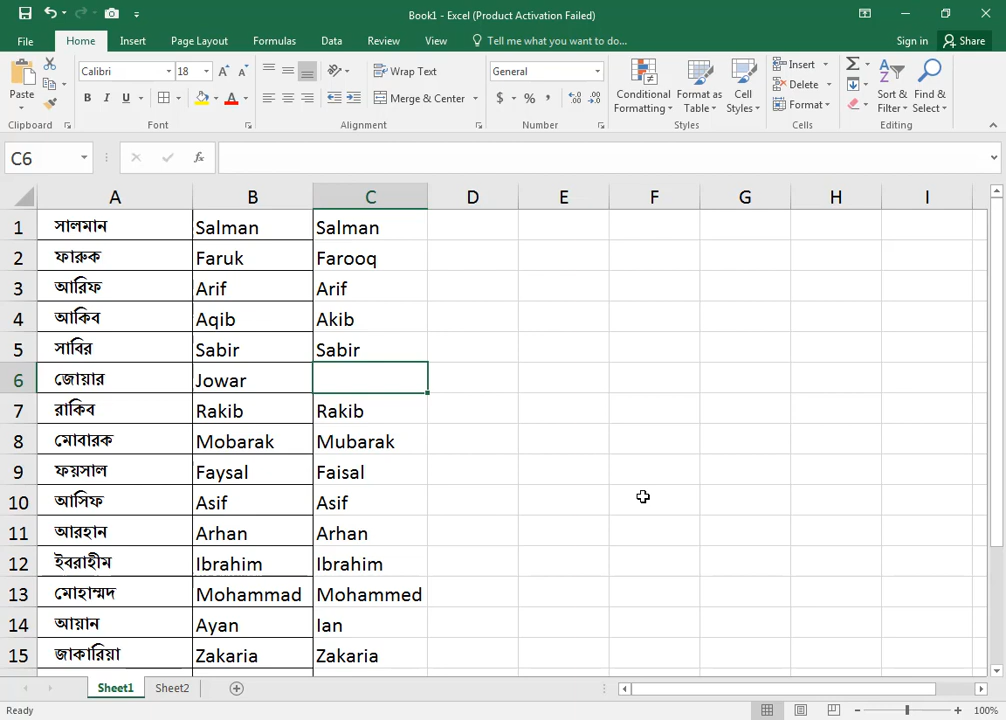 Book1 - Excel (Product Activation Failed)
File Home Insert Page Layout Formulas Data Review View Tell me what you want to do... Sign in Share
Calibri 18 Wrap Text General Insert
Paste B I U Merge & Center $ % Conditional Formatting Format as Table Cell Styles Delete Format Sort & Filter Find & Select
Clipboard Font Alignment Number Styles Cells Editing
C6 fx
A B C D E F G H I
1 সালমান Salman Salman
2 ফারুক Faruk Farooq
3 আরিফ Arif Arif
4 আকিব Aqib Akib
5 সাবির Sabir Sabir
6 জোয়ার Jowar
7 রাকিব Rakib Rakib
8 মোবারক Mobarak Mubarak
9 ফয়সাল Faysal Faisal
10 আসিফ Asif Asif
11 আরহান Arhan Arhan
12 ইবরাহীম Ibrahim Ibrahim
13 মোহাম্মদ Mohammad Mohammed
14 আয়ান Ayan Ian
15 জাকারিয়া Zakaria Zakaria
Sheet1 Sheet2
Ready 100%